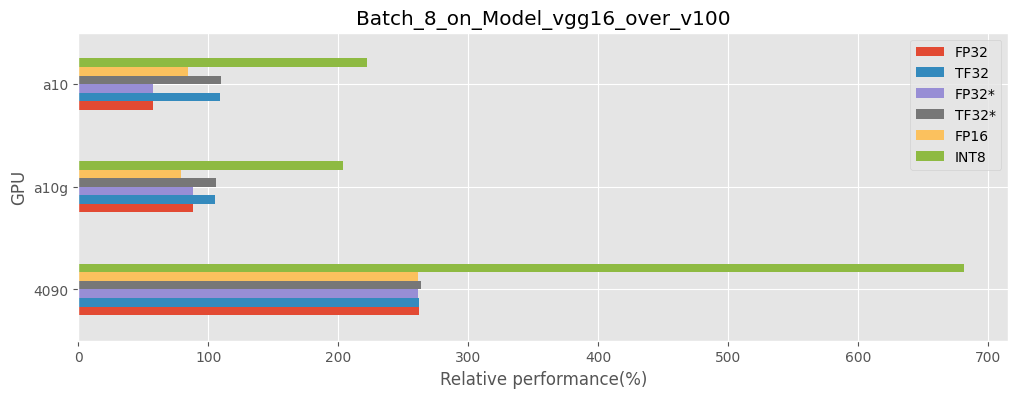 Batch_8_on_Model_vgg16_over_v100
FP32
TF32
FP32*
TF32*
FP16
INT8
a10
a10g
4090
GPU
0 100 200 300 400 500 600 700
Relative performance(%)